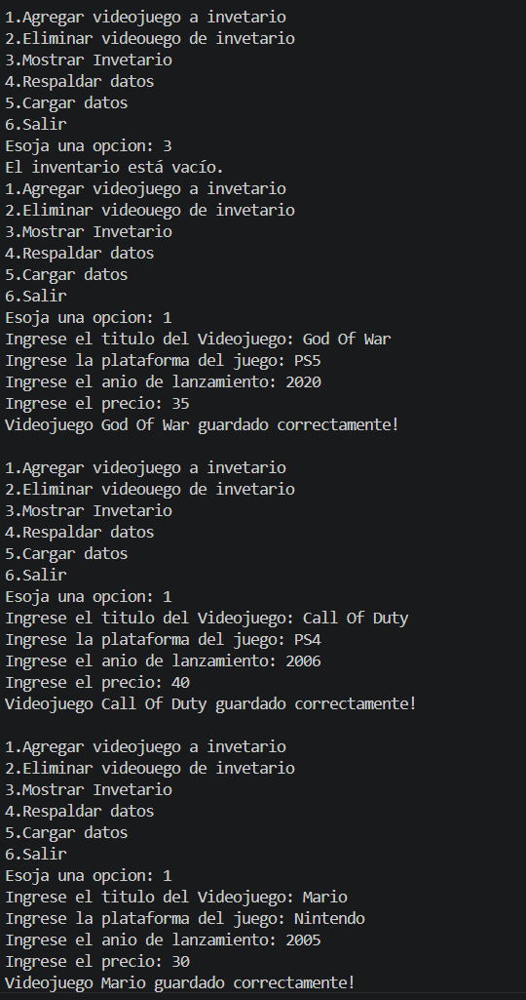 1.Agregar videojuego a invetario
2.Eliminar videouego de invetario
3.Mostrar Invetario
4.Respaldar datos
5.Cargar datos
6.Salir
Esoja una opcion: 3
El inventario está vacío.
1.Agregar videojuego a invetario
2.Eliminar videouego de invetario
3.Mostrar Invetario
4.Respaldar datos
5.Cargar datos
6.Salir
Esoja una opcion: 1
Ingrese el titulo del Videojuego: God Of War
Ingrese la plataforma del juego: PS5
Ingrese el anio de lanzamiento: 2020
Ingrese el precio: 35
Videojuego God Of War guardado correctamente!
1.Agregar videojuego a invetario
2.Eliminar videouego de invetario
3.Mostrar Invetario
4.Respaldar datos
5.Cargar datos
6.Salir
Esoja una opcion: 1
Ingrese el titulo del Videojuego: Call Of Duty
Ingrese la plataforma del juego: PS4
Ingrese el anio de lanzamiento: 2006
Ingrese el precio: 40
Videojuego Call Of Duty guardado correctamente!
1.Agregar videojuego a invetario
2.Eliminar videouego de invetario
3.Mostrar Invetario
4.Respaldar datos
5.Cargar datos
6.Salir
Esoja una opcion: 1
Ingrese el titulo del Videojuego: Mario
Ingrese la plataforma del juego: Nintendo
Ingrese el anio de lanzamiento: 2005
Ingrese el precio: 30
Videojuego Mario guardado correctamente!